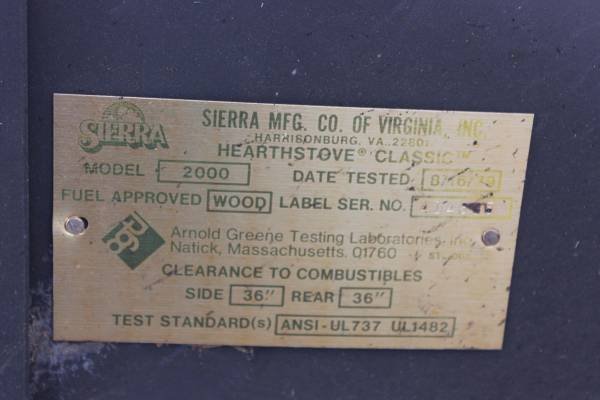 SIERRA
SIERRA MFG. CO. OF VIRGINIA, INC.
HARRISONBURG, VA. 22801
HEARTHSTOVE® CLASSIC™
MODEL 2000 DATE TESTED
FUEL APPROVED WOOD LABEL SER. NO.
Arnold Greene Testing Laboratories, Inc.
Natick, Massachusetts. 01760
CLEARANCE TO COMBUSTIBLES
SIDE 36" REAR 36"
TEST STANDARD(s) ANSI-UL737 UL1482